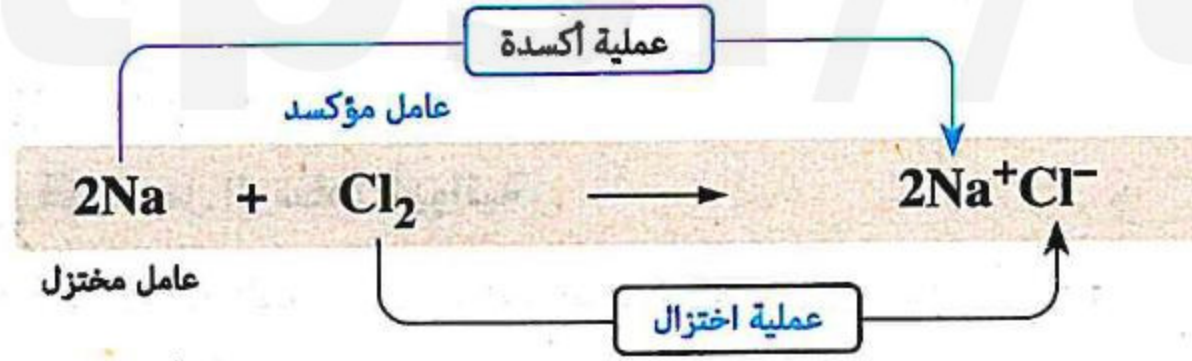 عملية أكسدة
عامل مؤكسد
2Na + Cl₂ ⟶ 2Na⁺Cl⁻
عامل مختزل
عملية اختزال